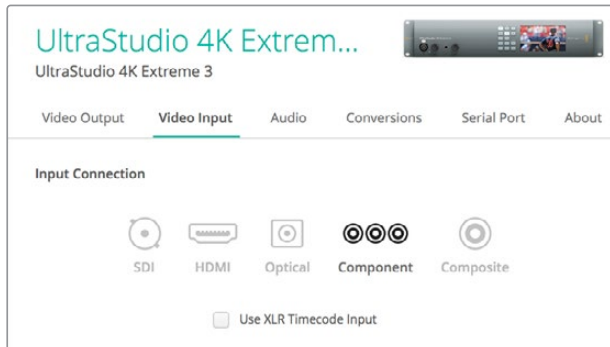 UltraStudio 4K Extrem...
UltraStudio 4K Extreme 3
Video Output Video Input Audio Conversions Serial Port About
Input Connection
SDI HDMI Optical Component Composite
Use XLR Timecode Input